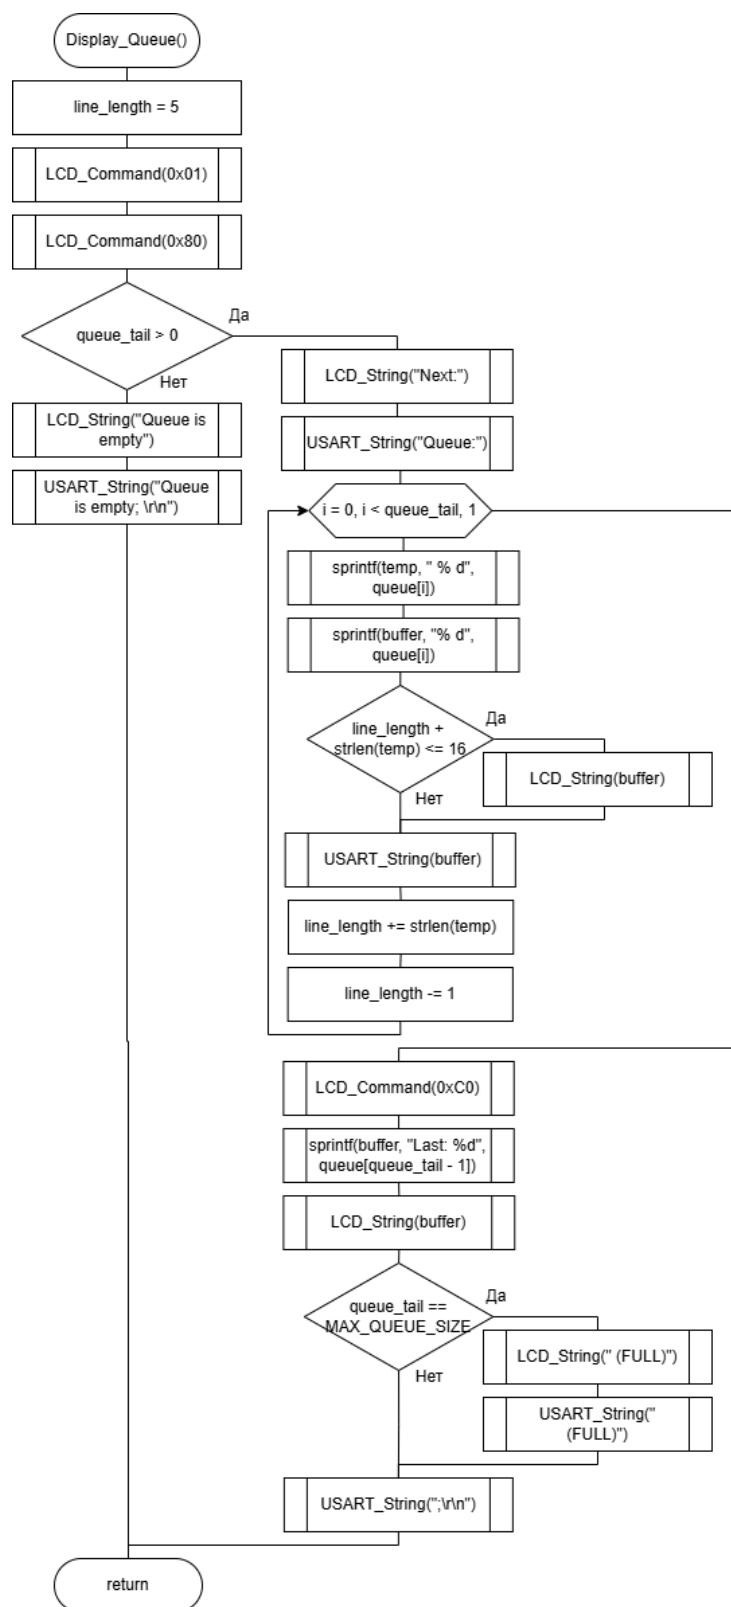 Display_Queue()
line_length = 5
LCD_Command(0x01)
LCD_Command(0x80)
queue_tail > 0
Да
Нет
LCD_String("Queue is
empty")
USART_String("Queue
is empty; \r\n")
LCD_String("Next:")
USART_String("Queue:")
i = 0, i < queue_tail, 1
sprintf(temp, " % d",
queue[i])
sprintf(buffer, "% d",
queue[i])
line_length +
strlen(temp) <= 16
Да
Нет
LCD_String(buffer)
USART_String(buffer)
line_length += strlen(temp)
line_length -= 1
LCD_Command(0xC0)
sprintf(buffer, "Last: %d",
queue[queue_tail - 1])
LCD_String(buffer)
queue_tail ==
MAX_QUEUE_SIZE
Да
Нет
LCD_String(" (FULL)")
USART_String("
(FULL)")
USART_String(";\r\n")
return